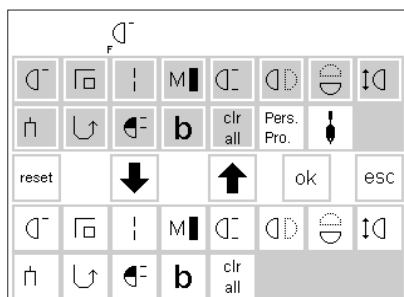 F
M
b clr all Pers. Pro.
reset ok esc
M
b clr all